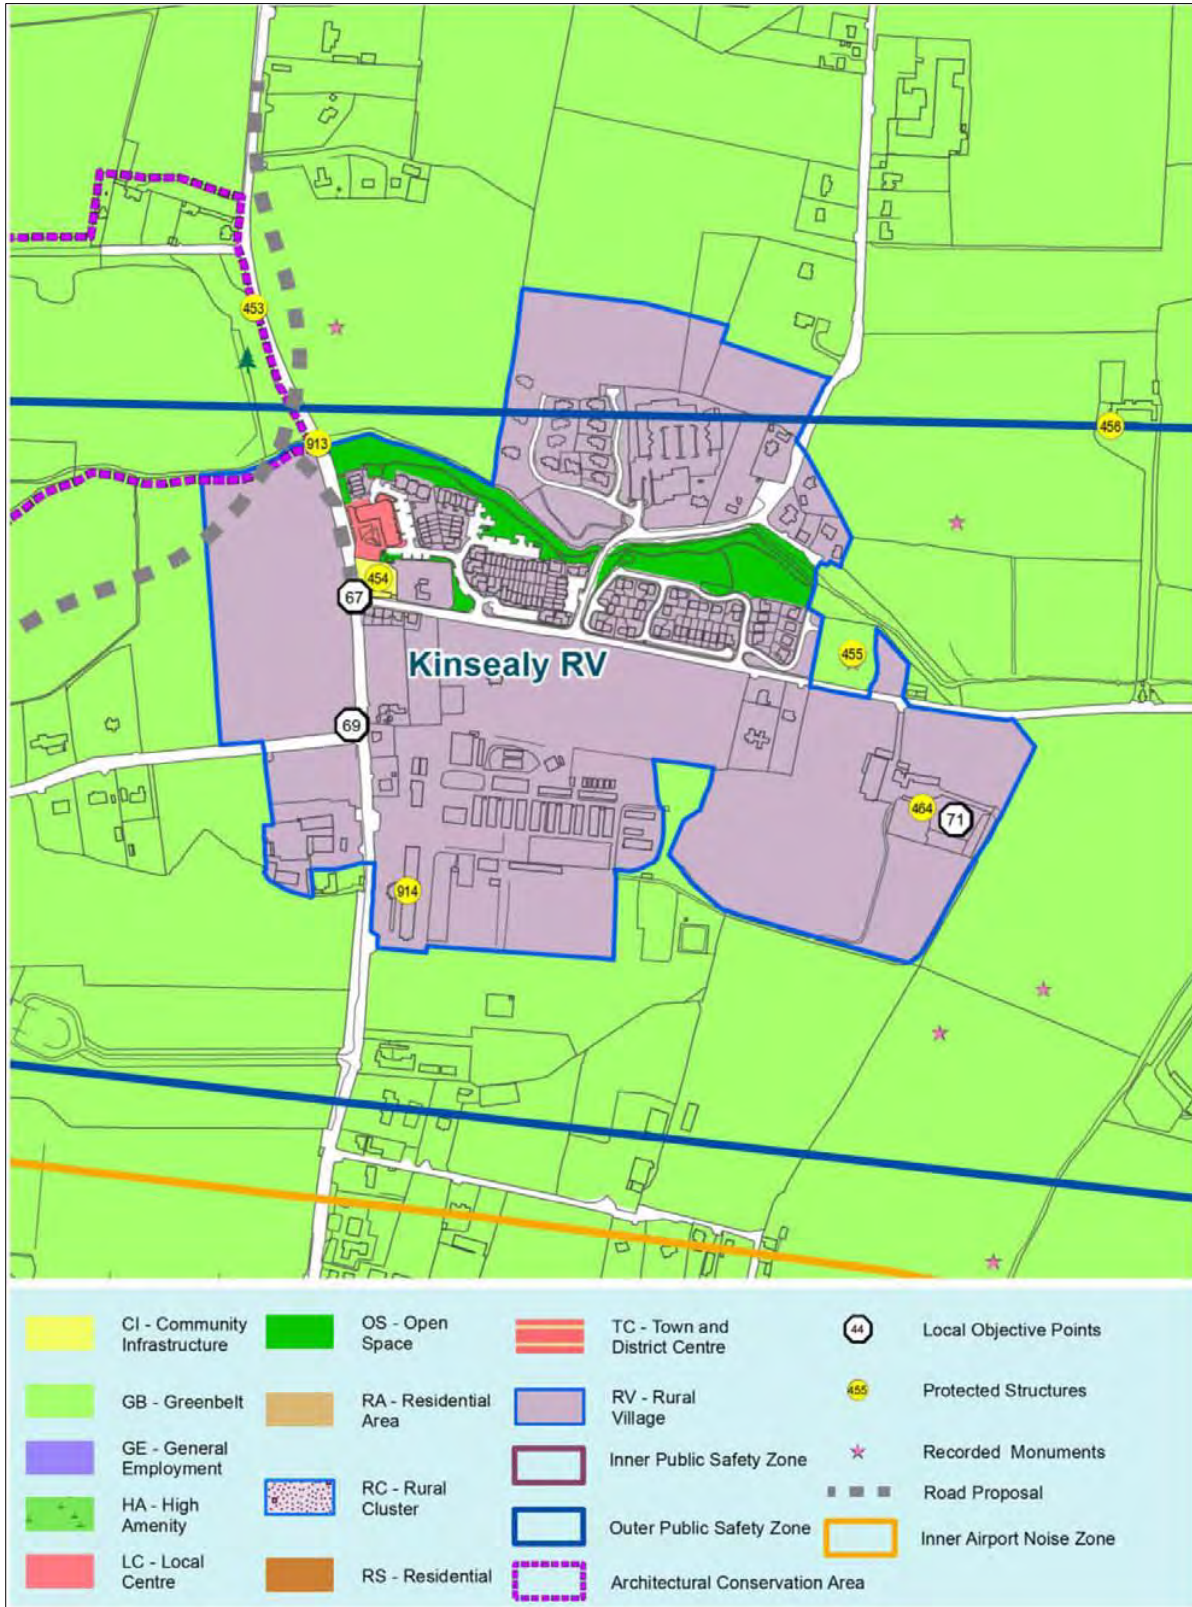 453
913
456
454
67
Kinsealy RV
455
69
464
71
914
CI - Community
Infrastructure
GB - Greenbelt
GE - General
Employment
HA - High
Amenity
LC - Local
Centre
OS - Open
Space
RA - Residential
Area
RC - Rural
Cluster
RS - Residential
TC - Town and
District Centre
RV - Rural
Village
Inner Public Safety Zone
Outer Public Safety Zone
Architectural Conservation Area
44
Local Objective Points
455
Protected Structures
Recorded Monuments
Road Proposal
Inner Airport Noise Zone